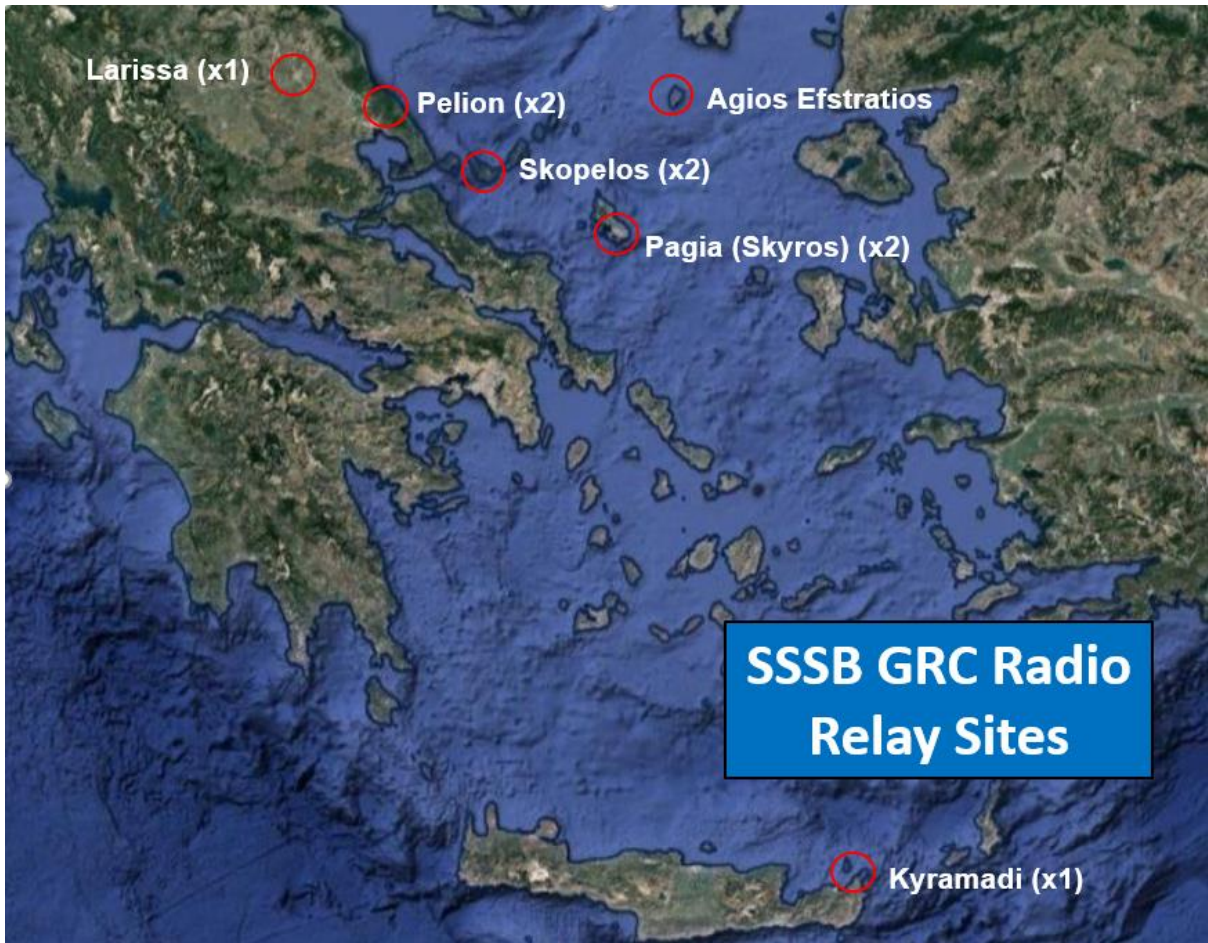 Larissa (x1)
Pelion (x2)
Agios Efstratios
Skopelos (x2)
Pagia (Skyros) (x2)
SSSB GRC Radio
Relay Sites
Kyramadi (x1)